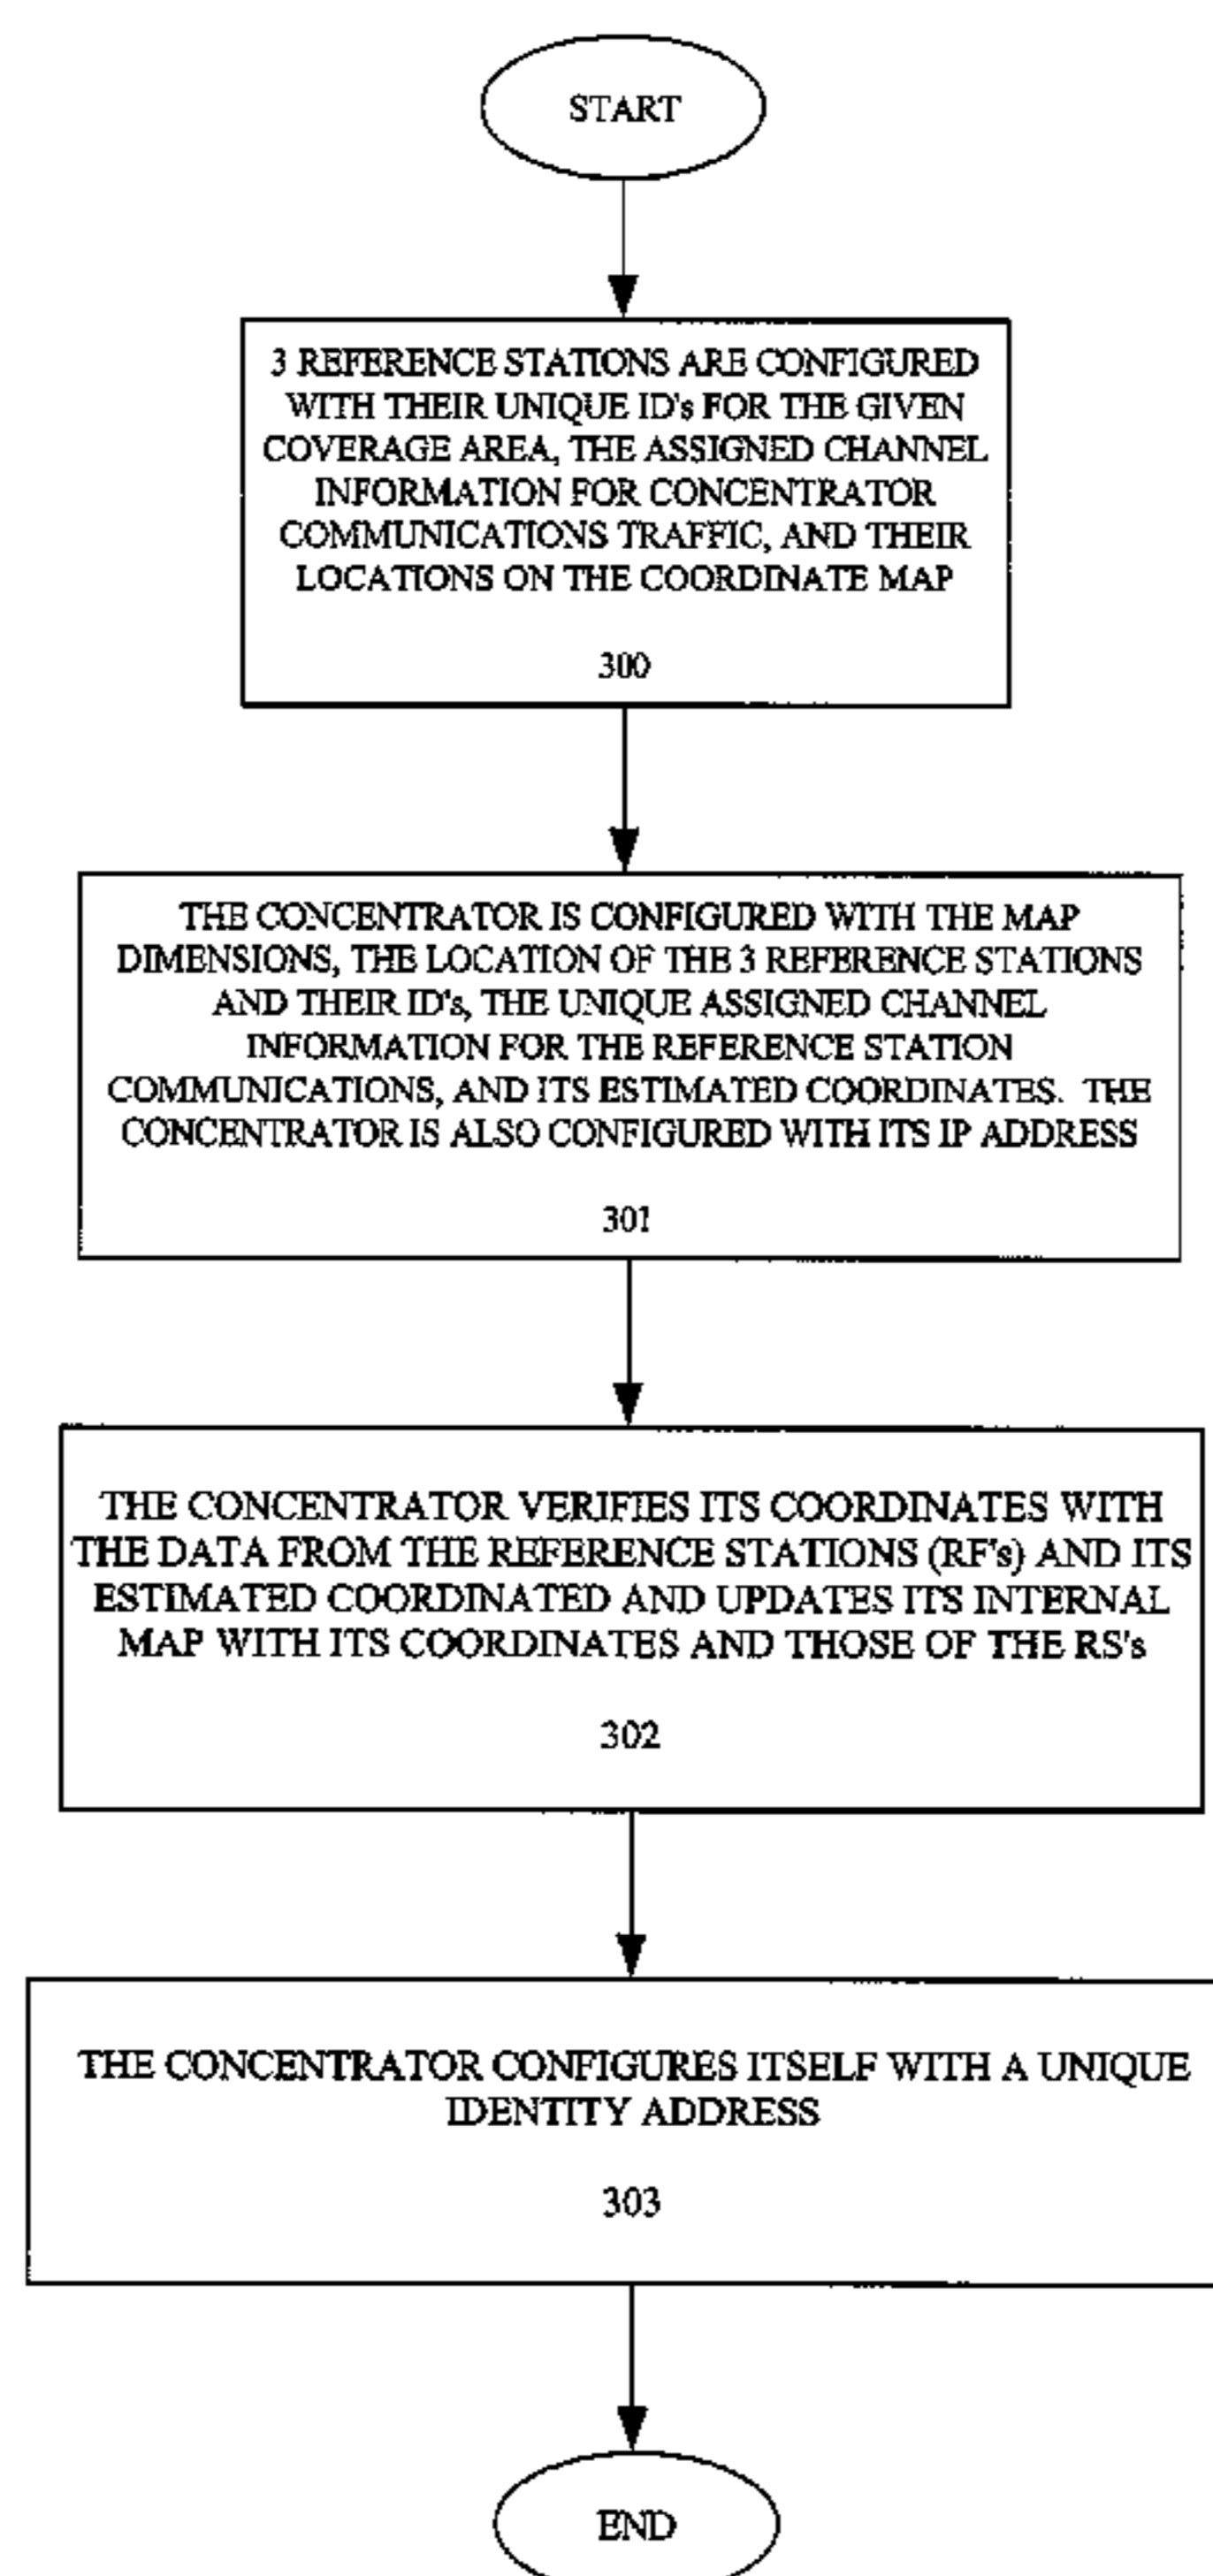 START
3 REFERENCE STATIONS ARE CONFIGURED
WITH THEIR UNIQUE ID's FOR THE GIVEN
COVERAGE AREA, THE ASSIGNED CHANNEL
INFORMATION FOR CONCENTRATOR
COMMUNICATIONS TRAFFIC, AND THEIR
LOCATIONS ON THE COORDINATE MAP
300
THE CONCENTRATOR IS CONFIGURED WITH THE MAP
DIMENSIONS, THE LOCATION OF THE 3 REFERENCE STATIONS
AND THEIR ID's, THE UNIQUE ASSIGNED CHANNEL
INFORMATION FOR THE REFERENCE STATION
COMMUNICATIONS, AND ITS ESTIMATED COORDINATES. THE
CONCENTRATOR IS ALSO CONFIGURED WITH ITS IP ADDRESS
301
THE CONCENTRATOR VERIFIES ITS COORDINATES WITH
THE DATA FROM THE REFERENCE STATIONS (RF's) AND ITS
ESTIMATED COORDINATED AND UPDATES ITS INTERNAL
MAP WITH ITS COORDINATES AND THOSE OF THE RS's
302
THE CONCENTRATOR CONFIGURES ITSELF WITH A UNIQUE
IDENTITY ADDRESS
303
END